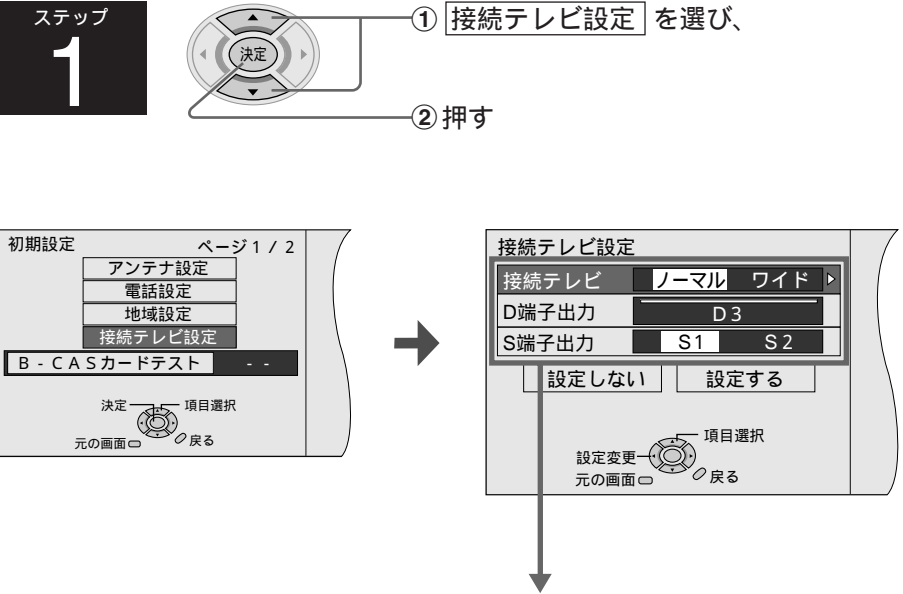 ステップ
1
① 接続テレビ設定 を選び、
決定
② 押す
初期設定 ページ1 / 2
アンテナ設定
電話設定
地域設定
接続テレビ設定
B - CASカードテスト - -
決定 項目選択
元の画面 戻る
接続テレビ設定
接続テレビ ノーマル ワイド
D端子出力 D3
S端子出力 S1 S2
設定しない 設定する
項目選択
設定変更
元の画面 戻る